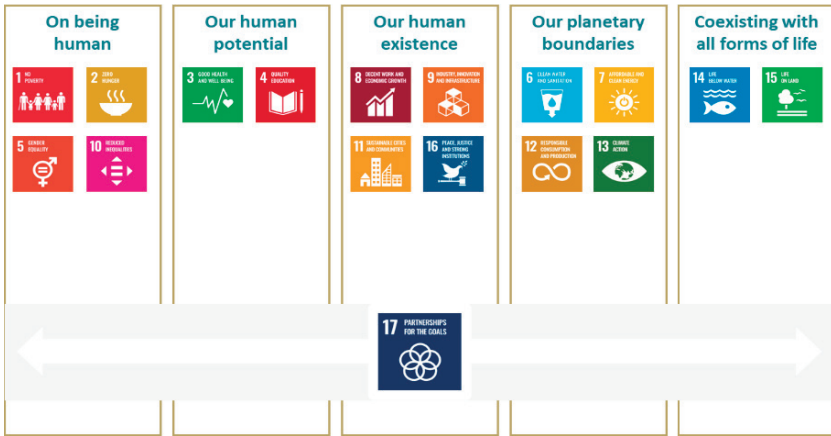 On being
human
1 NO
POVERTY
2 ZERO
HUNGER
5 GENDER
EQUALITY
10 REDUCED
INEQUALITIES
Our human
potential
3 GOOD HEALTH
AND WELL-BEING
4 QUALITY
EDUCATION
Our human
existence
8 DECENT WORK AND
ECONOMIC GROWTH
9 INDUSTRY, INNOVATION
AND INFRASTRUCTURE
11 SUSTAINABLE CITIES
AND COMMUNITIES
16 PEACE, JUSTICE
AND STRONG
INSTITUTIONS
Our planetary
boundaries
6 CLEAN WATER
AND SANITATION
7 AFFORDABLE AND
CLEAN ENERGY
12 RESPONSIBLE
CONSUMPTION
AND PRODUCTION
13 CLIMATE
ACTION
Coexisting with
all forms of life
14 LIFE
BELOW WATER
15 LIFE
ON LAND
17 PARTNERSHIPS
FOR THE GOALS